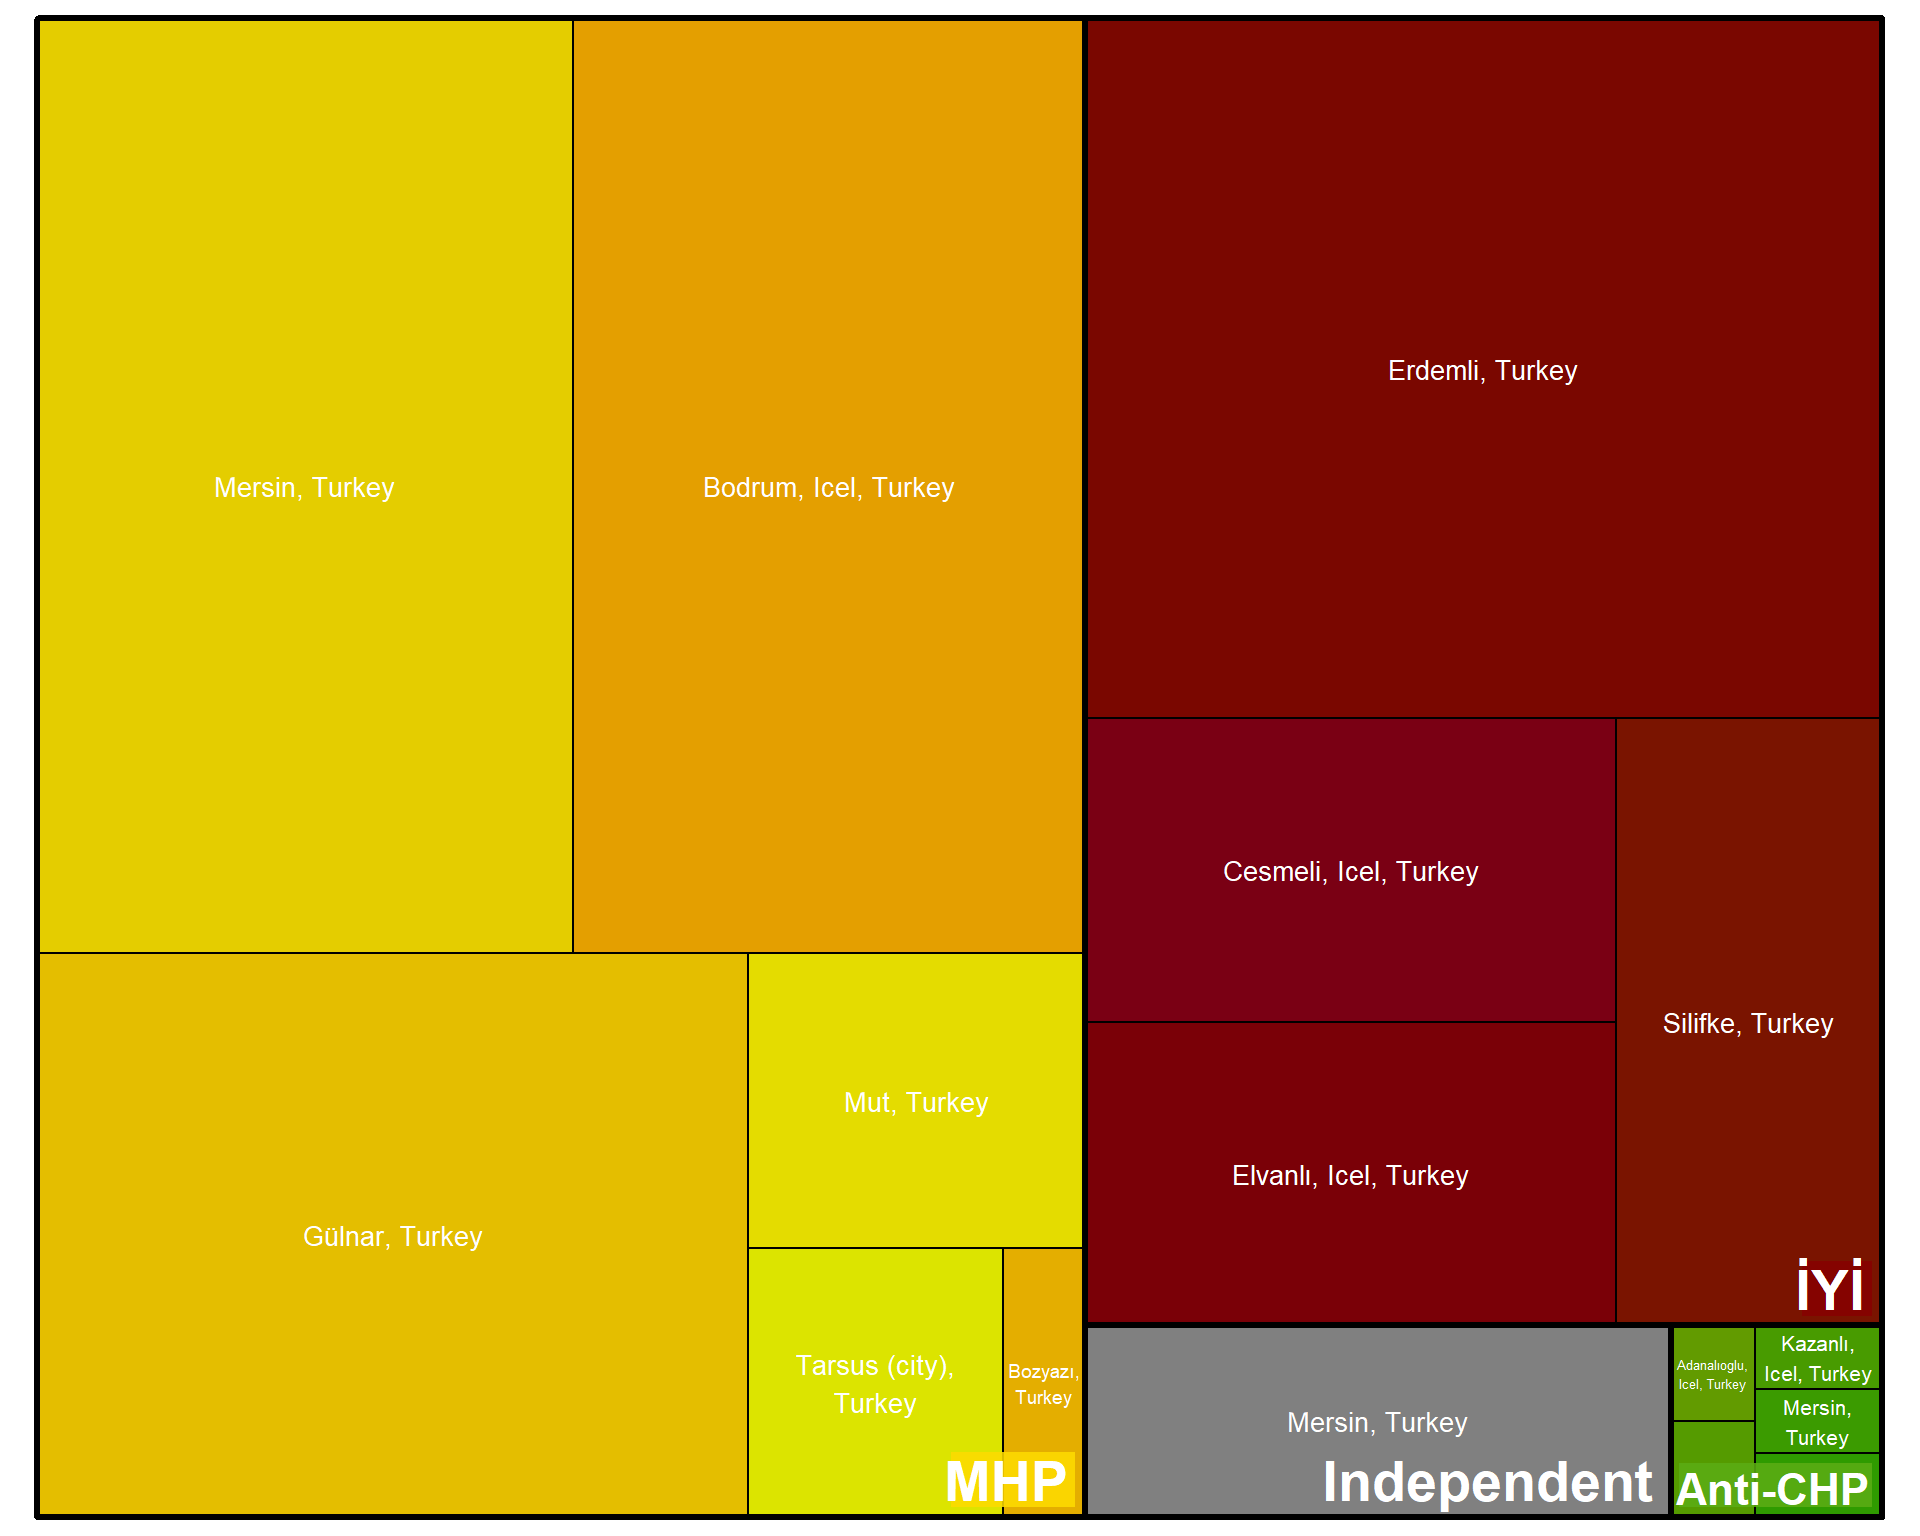 Mersin, Turkey
Bodrum, Icel, Turkey
Erdemli, Turkey
Cesmeli, Icel, Turkey
Silifke, Turkey
Elvanlı, Icel, Turkey
İYİ
Gülnar, Turkey
Mut, Turkey
Tarsus (city),
Turkey
Bozyazı,
Turkey
MHP
Mersin, Turkey
Independent
Adanalıoglu,
Icel, Turkey
Kazanlı,
Icel, Turkey
Mersin,
Turkey
Anti-CHP